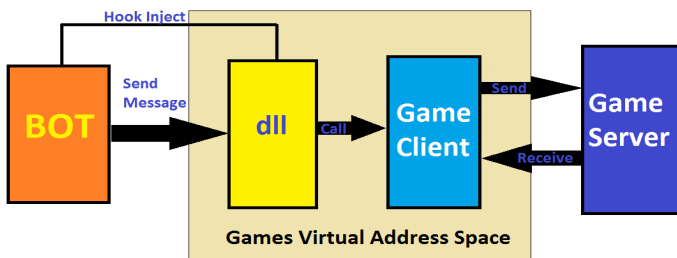 Hook Inject
Send
Message
BOT
dll
Call
Game
Client
Send
Receive
Game
Server
Games Virtual Address Space